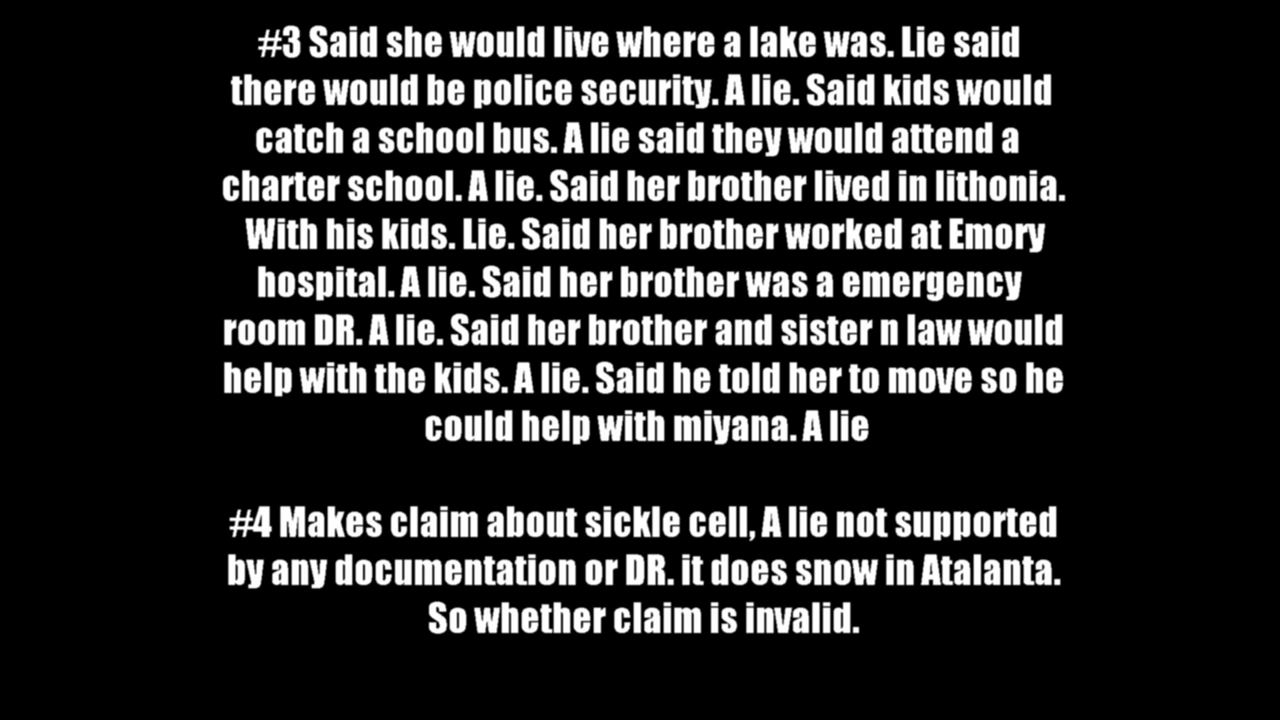 #3 Said she would live where a lake was. Lie said
there would be police security. A lie. Said kids would
catch a school bus. A lie said they would attend a
charter school. A lie. Said her brother lived in lithonia.
With his kids. Lie. Said her brother worked at Emory
hospital. A lie. Said her brother was a emergency
room DR. A lie. Said her brother and sister n law would
help with the kids. A lie. Said he told her to move so he
could help with miyana. A lie
#4 Makes claim about sickle cell, A lie not supported
by any documentation or DR. it does snow in Atalanta.
So whether claim is invalid.